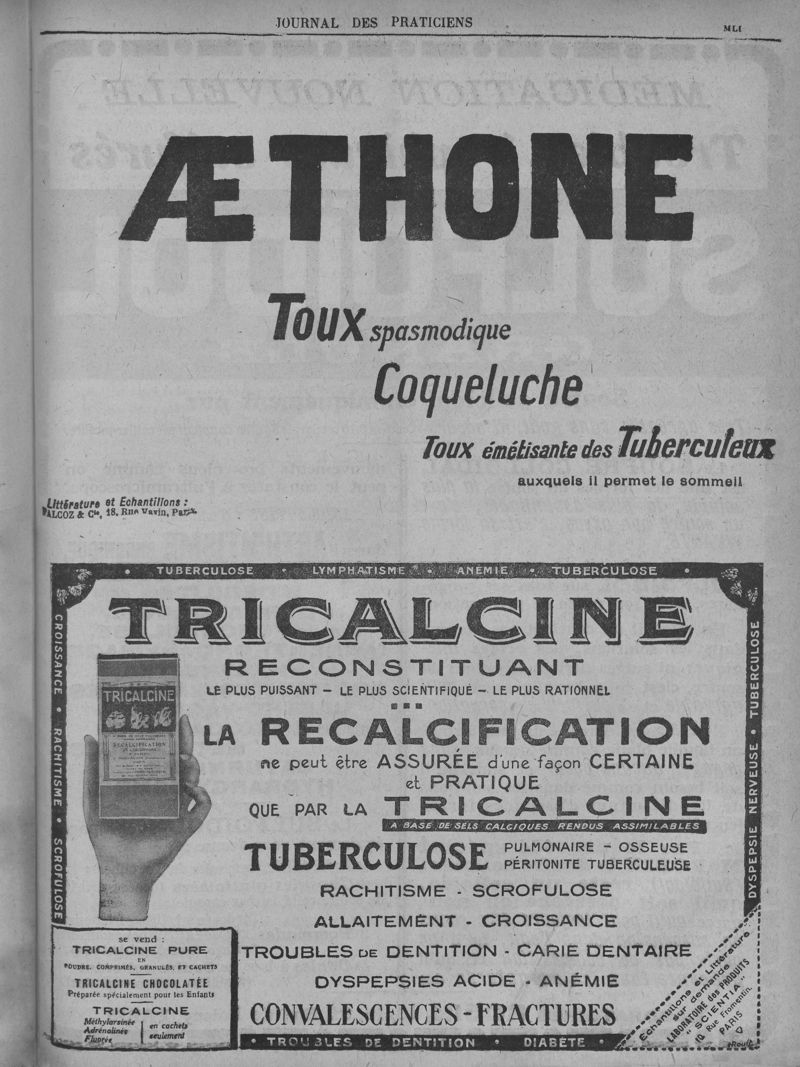 JOURNAL DES PRATICIENS
MLI
ÆTHONE
Toux spasmodique
Coqueluche
Toux émétisante des Tuberculeux
auxquels il permet le sommeil
Littérature et Echantillons :
FALCOZ & Cie, 18, Rue Vavin, Paris.
• TUBERCULOSE • LYMPHATISME • ANÉMIE • TUBERCULOSE •
CROISSANCE • RACHITISME • SCROFULOSE
TRICALCINE
RECONSTITUANT
LE PLUS PUISSANT — LE PLUS SCIENTIFIQUE — LE PLUS RATIONNEL
TRICALCINE
RECALCIFICATION
LA RECALCIFICATION
ne peut être ASSURÉE d'une façon CERTAINE
et PRATIQUE
QUE PAR LA TRICALCINE
A BASE DE SELS CALCIQUES RENDUS ASSIMILABLES
TUBERCULOSE PULMONAIRE - OSSEUSE
PÉRITONITE TUBERCULEUSE
RACHITISME - SCROFULOSE
ALLAITEMENT - CROISSANCE
TROUBLES DE DENTITION - CARIE DENTAIRE
DYSPEPSIES ACIDE - ANÉMIE
CONVALESCENCES - FRACTURES
DYSPEPSIE NERVEUSE • TUBERCULOSE
se vend :
TRICALCINE PURE
EN
POUDRE, COMPRIMÉS, GRANULÉS, ET CACHETS
TRICALCINE CHOCOLATÉE
Préparée spécialement pour les Enfants
TRICALCINE
Méthylarsinée
Adrénalinée
Fluorée
en cachets
seulement
Echantillons et Littérature
sur demande
LABORATOIRE des PRODUITS
"SCIENTIA"
10 Rue Fromentin,
PARIS
• TROUBLES DE DENTITION • DIABÈTE •